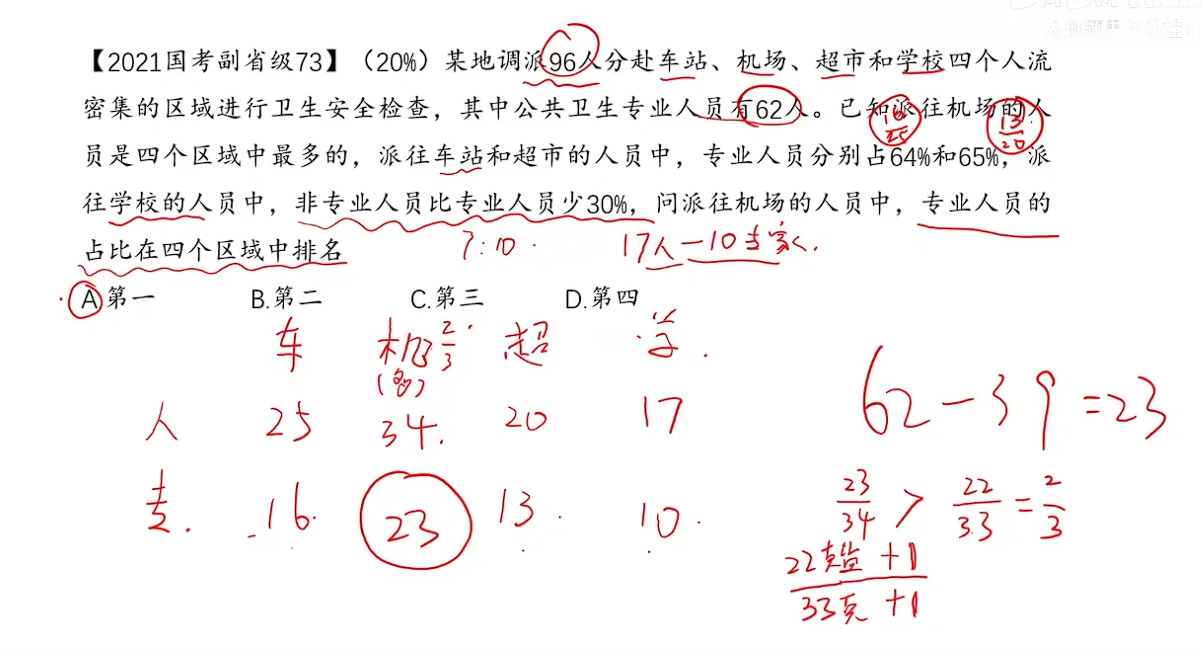 【2021国考副省级73】（20%）某地调派96人分赴车站、机场、超市和学校四个人流
密集的区域进行卫生安全检查，其中公共卫生专业人员有62人。已知派往机场的人
16/25 13/20
员是四个区域中最多的，派往车站和超市的人员中，专业人员分别占64%和65%，派
往学校的人员中，非专业人员比专业人员少30%，问派往机场的人员中，专业人员的
占比在四个区域中排名
7:10 17人—10专家.
A 第一 B.第二 C.第三 D.第四
车 机 2/3 超 学
(多)
人 25 34 20 17
专 16 23 13 10
62-39=23
23/34 > 22/33 = 2/3
22克盐+1
33克+1